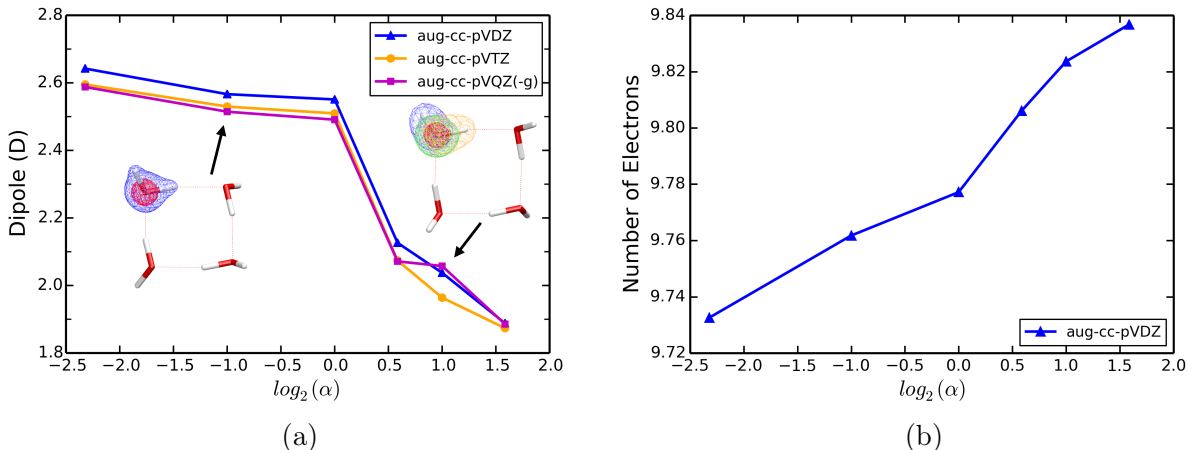 2.8
2.6
2.4
2.2
2.0
1.8
Dipole (D)
aug-cc-pVDZ
aug-cc-pVTZ
aug-cc-pVQZ(-g)
−2.5 −2.0 −1.5 −1.0 −0.5 0.0 0.5 1.0 1.5 2.0
log₂(α)
(a)
9.84
9.82
9.80
9.78
9.76
9.74
9.72
Number of Electrons
aug-cc-pVDZ
−2.5 −2.0 −1.5 −1.0 −0.5 0.0 0.5 1.0 1.5 2.0
log₂(α)
(b)